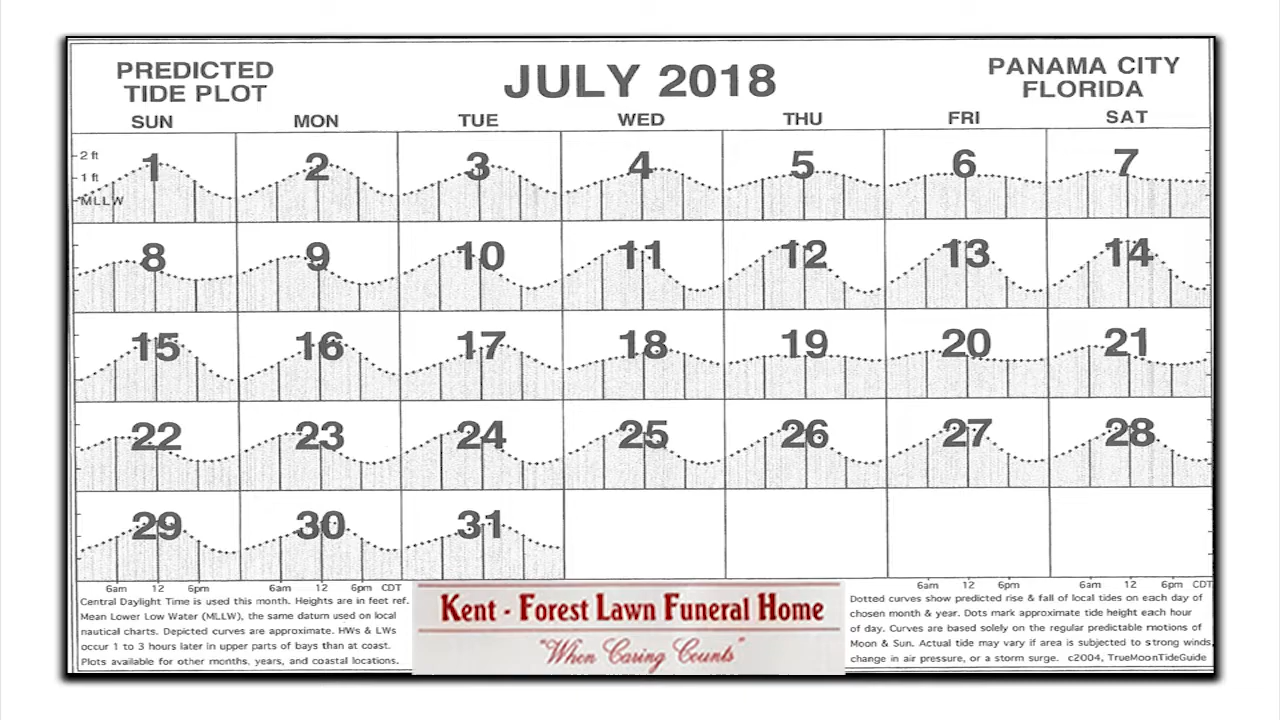 PREDICTED
TIDE PLOT
JULY 2018
PANAMA CITY
FLORIDA
SUN MON TUE WED THU FRI SAT
2 ft
1 ft
MLLW
1 2 3 4 5 6 7
8 9 10 11 12 13 14
15 16 17 18 19 20 21
22 23 24 25 26 27 28
29 30 31
6am 12 6pm 6am 12 6pm CDT
6am 12 6pm 6am 12 6pm CDT
Central Daylight Time is used this month. Heights are in feet ref.
Mean Lower Low Water (MLLW), the same datum used on local
nautical charts. Depicted curves are approximate. HWs & LWs
occur 1 to 3 hours later in upper parts of bays than at coast.
Plots available for other months, years, and coastal locations.
Kent - Forest Lawn Funeral Home
"When Caring Counts"
Dotted curves show predicted rise & fall of local tides on each day of
chosen month & year. Dots mark approximate tide height each hour
of day. Curves are based solely on the regular predictable motions of
Moon & Sun. Actual tide may vary if area is subjected to strong winds,
change in air pressure, or a storm surge. c2004, TrueMoonTideGuide